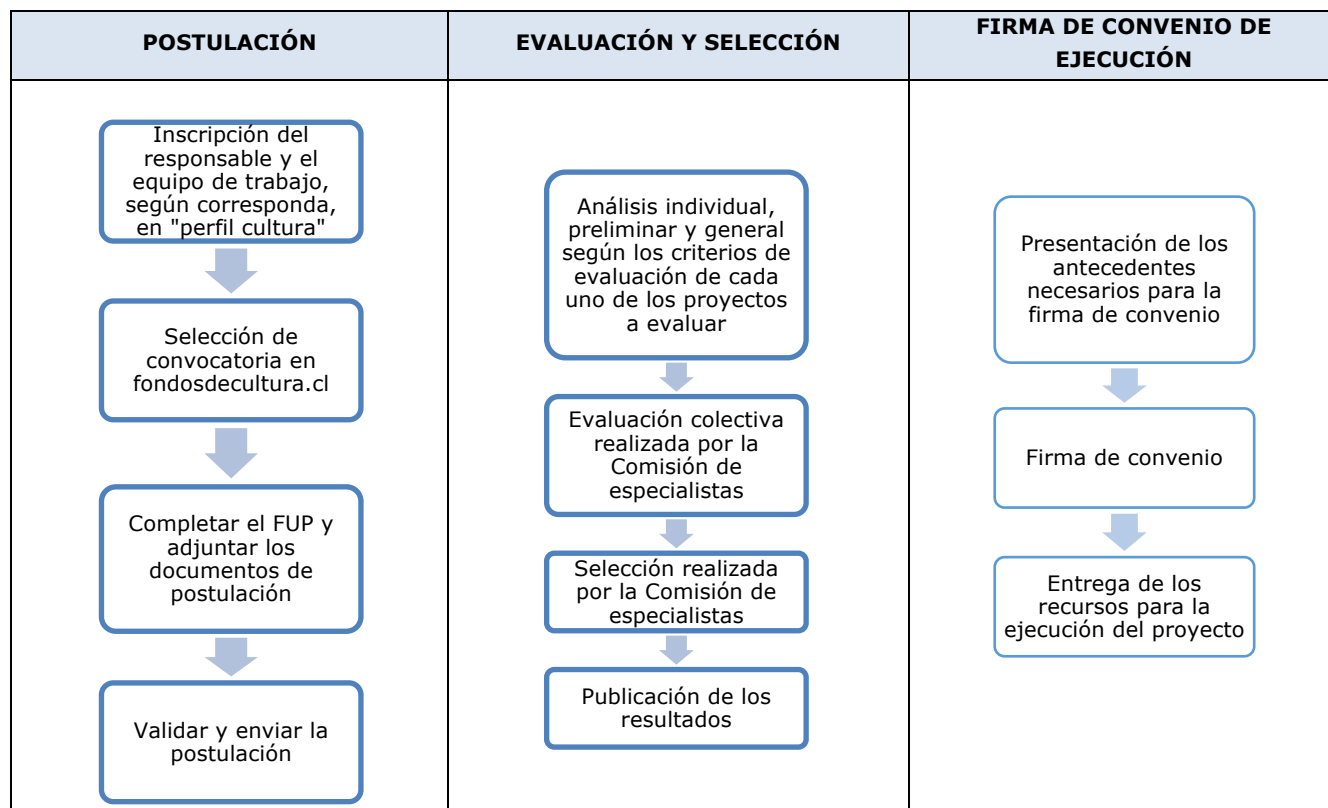 POSTULACIÓN
EVALUACIÓN Y SELECCIÓN
FIRMA DE CONVENIO DE
EJECUCIÓN
Inscripción del
responsable y el
equipo de trabajo,
según corresponda,
en "perfil cultura"
Selección de
convocatoria en
fondosdecultura.cl
Completar el FUP y
adjuntar los
documentos de
postulación
Validar y enviar la
postulación
Análisis individual,
preliminar y general
según los criterios de
evaluación de cada
uno de los proyectos
a evaluar
Evaluación colectiva
realizada por la
Comisión de
especialistas
Selección realizada
por la Comisión de
especialistas
Publicación de los
resultados
Presentación de los
antecedentes
necesarios para la
firma de convenio
Firma de convenio
Entrega de los
recursos para la
ejecución del proyecto